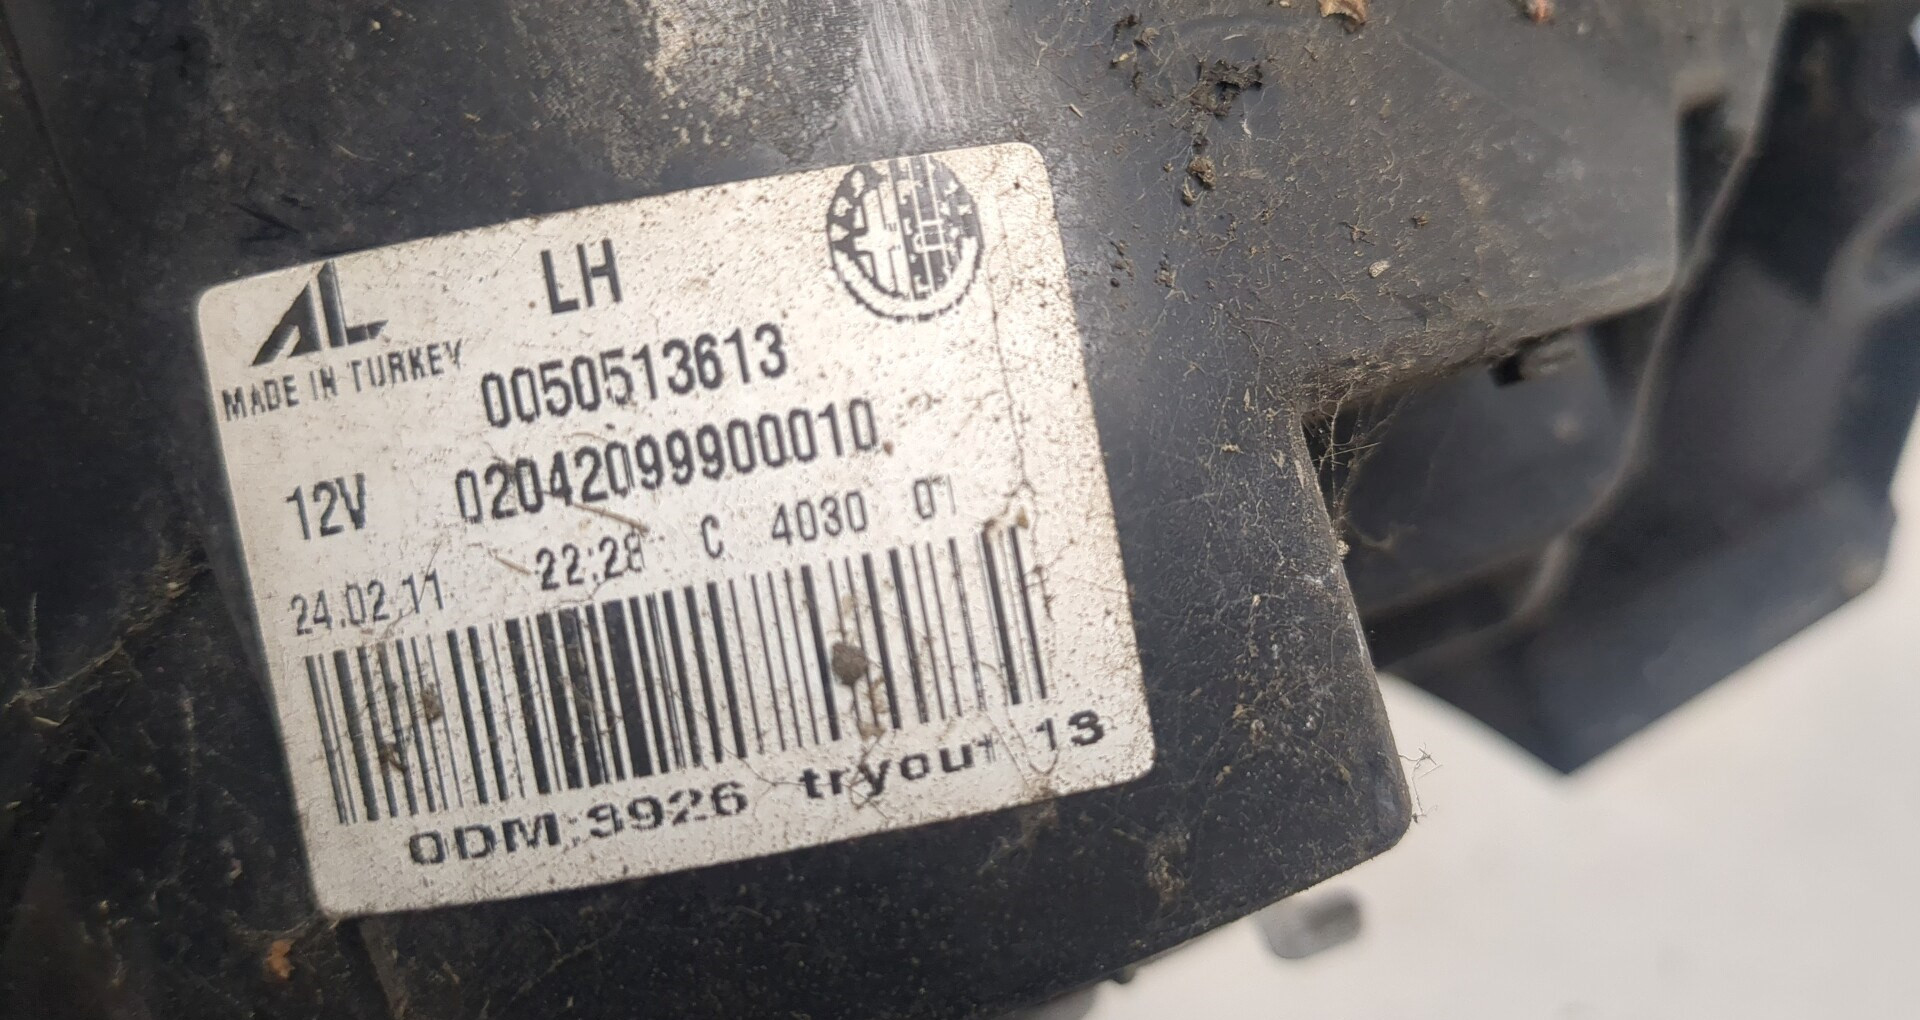 AL
LH
MADE IN TURKEY
0050513613
12V 02042099900010
24.02.11 22:28 C 4030 01
ODM:9926 tryout 13